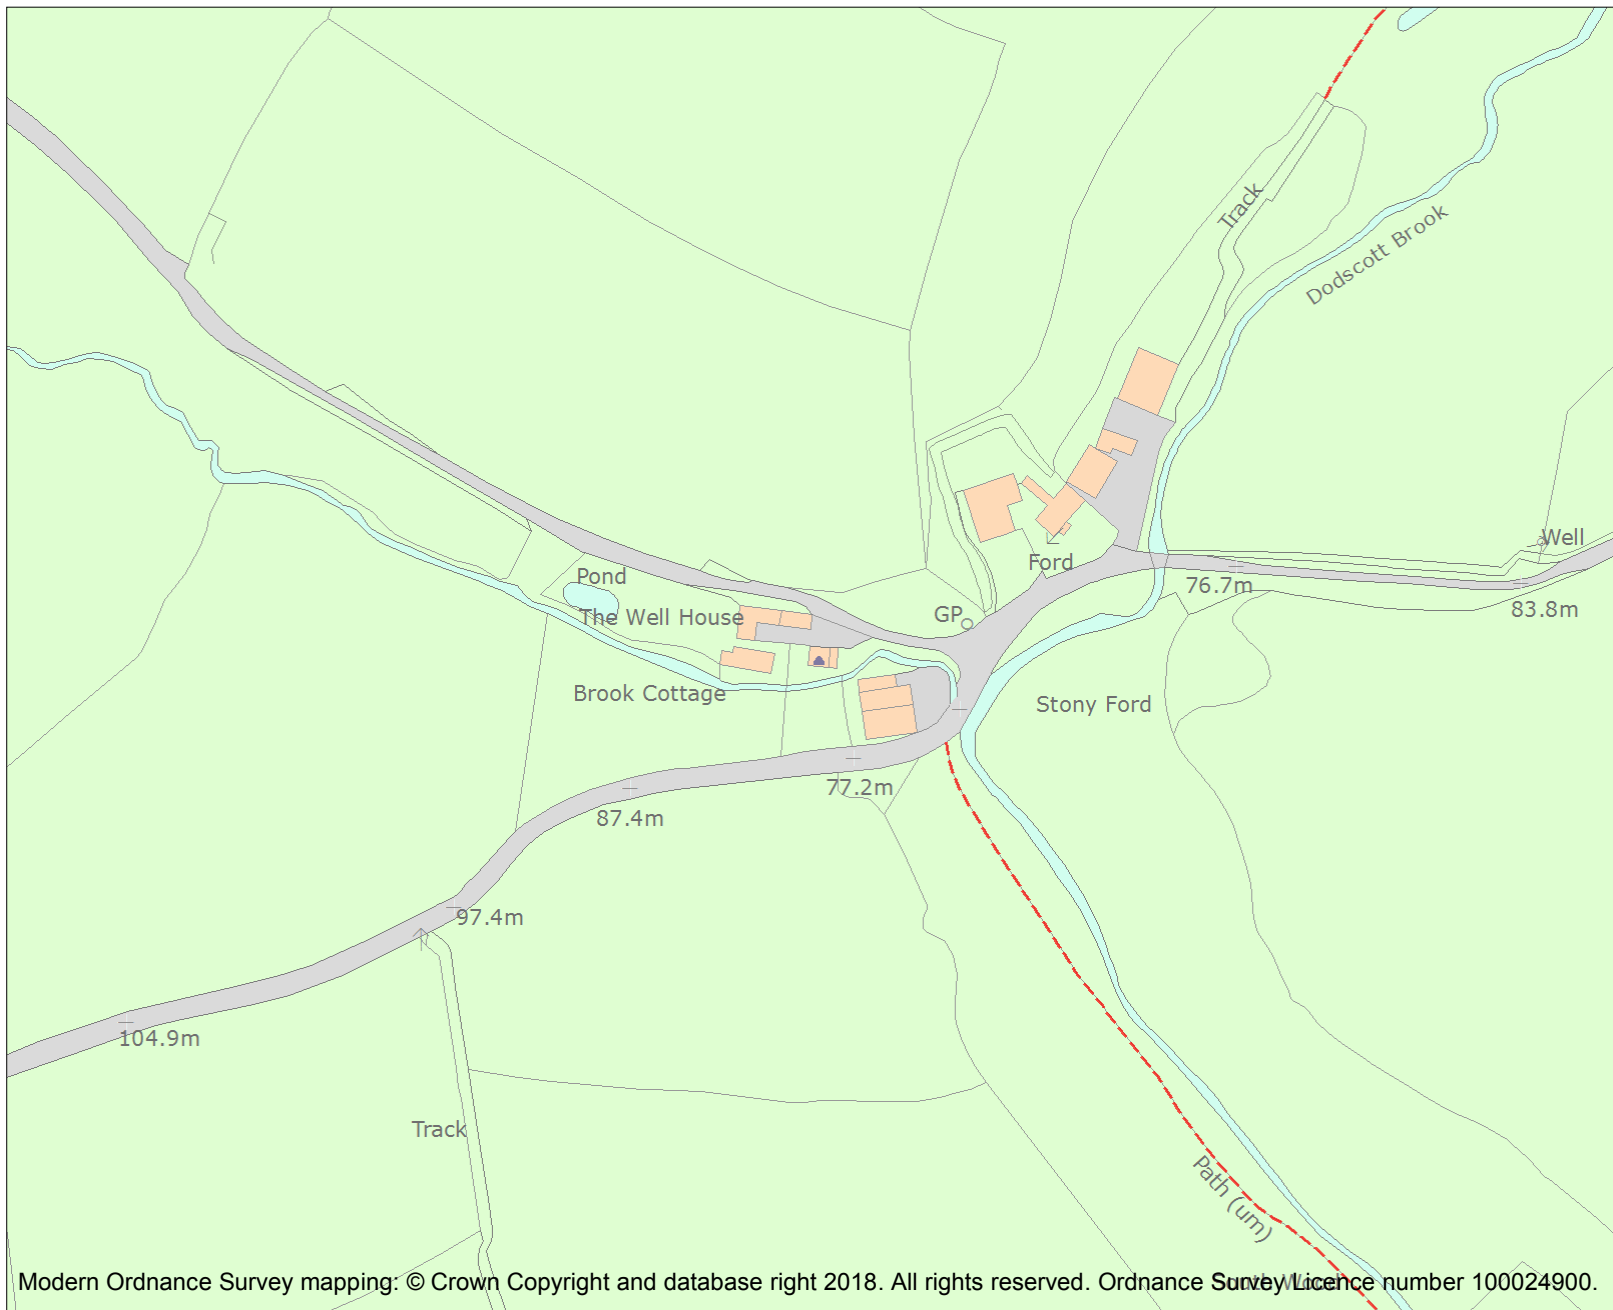 Track
Dodscott Brook
Well
Ford
Pond
76.7m
83.8m
The Well House
GP
Brook Cottage
Stony Ford
77.2m
87.4m
97.4m
104.9m
Track
Path (um)
South Wood
Modern Ordnance Survey mapping: © Crown Copyright and database right 2018. All rights reserved. Ordnance Survey Licence number 100024900.